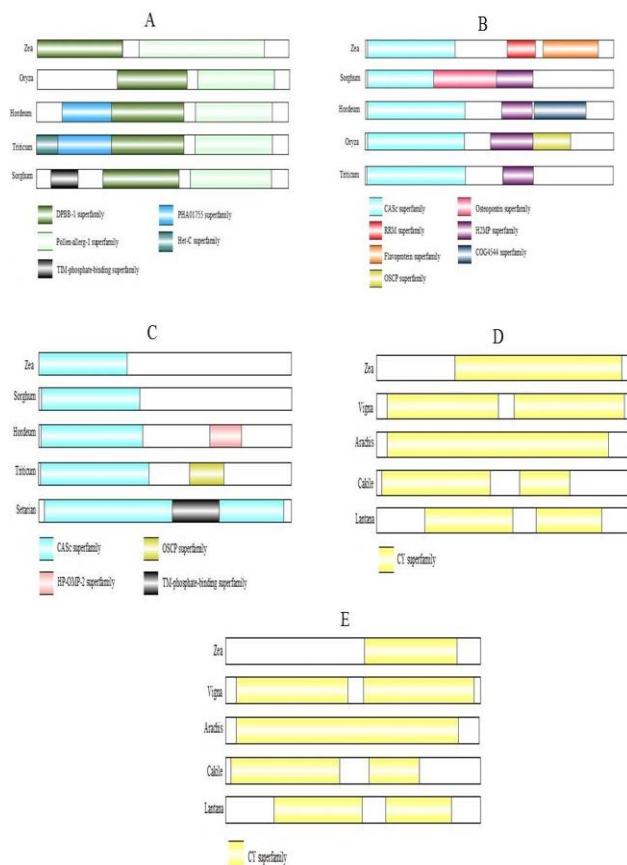 A
Zea
Oryza
Hordeum
Triticum
Sorghum
DPBB-1 superfamily
PHA01755 superfamily
Pollen-allerg-1 superfamily
Het-C superfamily
TIM-phosphate-binding superfamily
B
Zea
Sorghum
Hordeum
Oryza
Triticum
CASc superfamily
Osteopontin superfamily
RRM superfamily
H2MP superfamily
Flavoprotein superfamily
COG4544 superfamily
OSCP superfamily
C
Zea
Sorghum
Hordeum
Triticum
Setarian
CASc superfamily
OSCP superfamily
HP-OMP-2 superfamily
TM-phosphate-binding superfamily
D
Zea
Vigna
Arachis
Cakile
Lantana
CY superfamily
E
Zea
Vigna
Arachis
Cakile
Lantana
CY superfamily